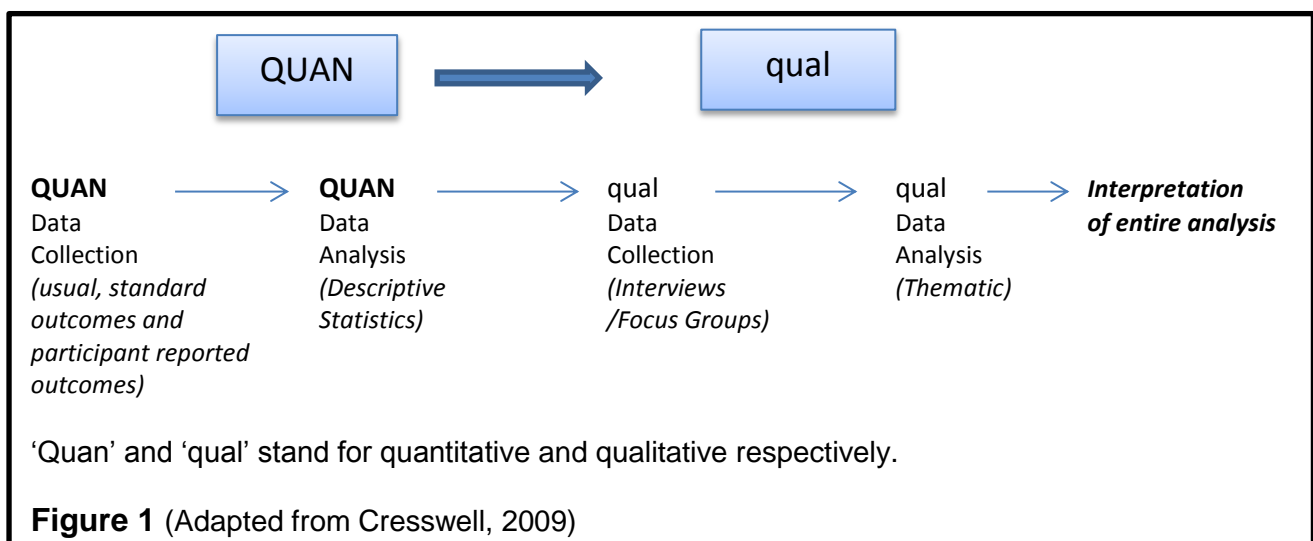 QUAN
qual
QUAN
Data
Collection
(usual, standard
outcomes and
participant reported
outcomes)
QUAN
Data
Analysis
(Descriptive
Statistics)
qual
Data
Collection
(Interviews
/Focus Groups)
qual
Data
Analysis
(Thematic)
Interpretation
of entire analysis
‘Quan’ and ‘qual’ stand for quantitative and qualitative respectively.
Figure 1 (Adapted from Cresswell, 2009)